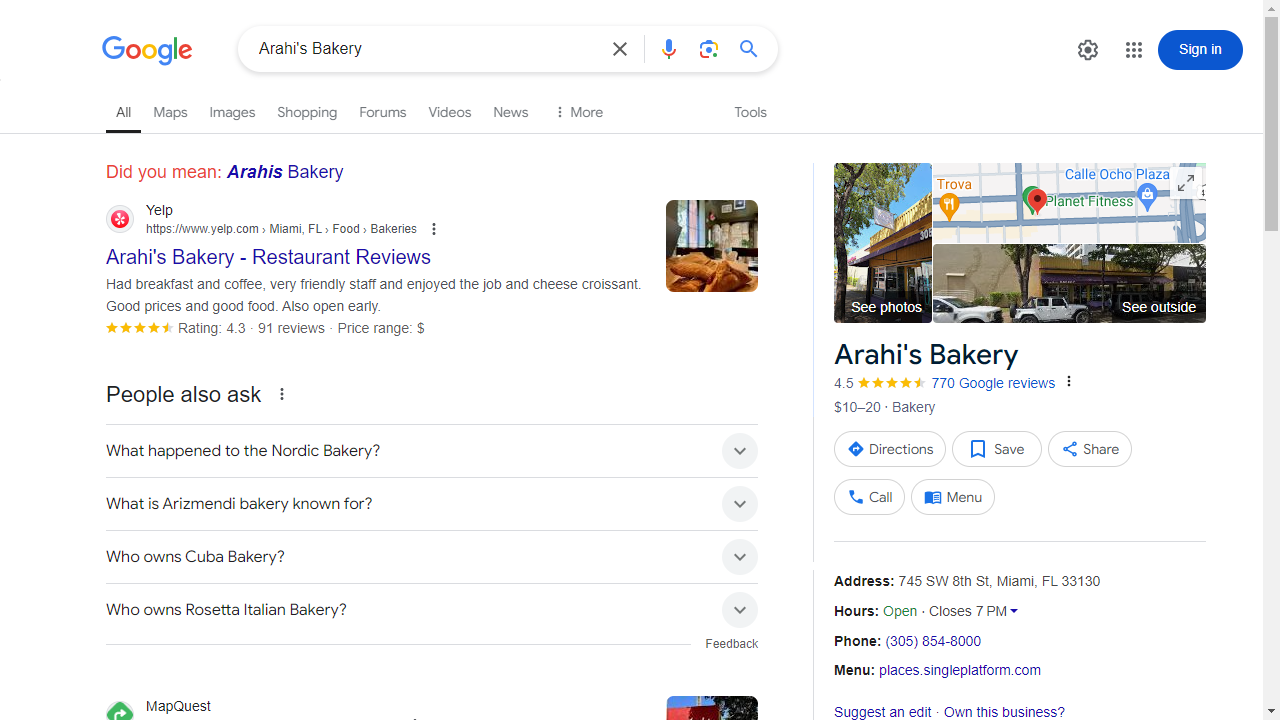 Google
Arahi's Bakery
Sign in
All
Maps
Images
Shopping
Forums
Videos
News
More
Tools
Did you mean: Arahis Bakery
Yelp
https://www.yelp.com › Miami, FL › Food › Bakeries
Arahi's Bakery - Restaurant Reviews
Had breakfast and coffee, very friendly staff and enjoyed the job and cheese croissant.
Good prices and good food. Also open early.
Rating: 4.3 · 91 reviews · Price range: $
People also ask
What happened to the Nordic Bakery?
What is Arizmendi bakery known for?
Who owns Cuba Bakery?
Who owns Rosetta Italian Bakery?
Feedback
MapQuest
See photos
Trova
Calle Ocho Plaza
Planet Fitness
See outside
Arahi's Bakery
4.5
770 Google reviews
$10–20 · Bakery
Directions
Save
Share
Call
Menu
Address: 745 SW 8th St, Miami, FL 33130
Hours: Open · Closes 7 PM
Phone: (305) 854-8000
Menu: places.singleplatform.com
Suggest an edit · Own this business?